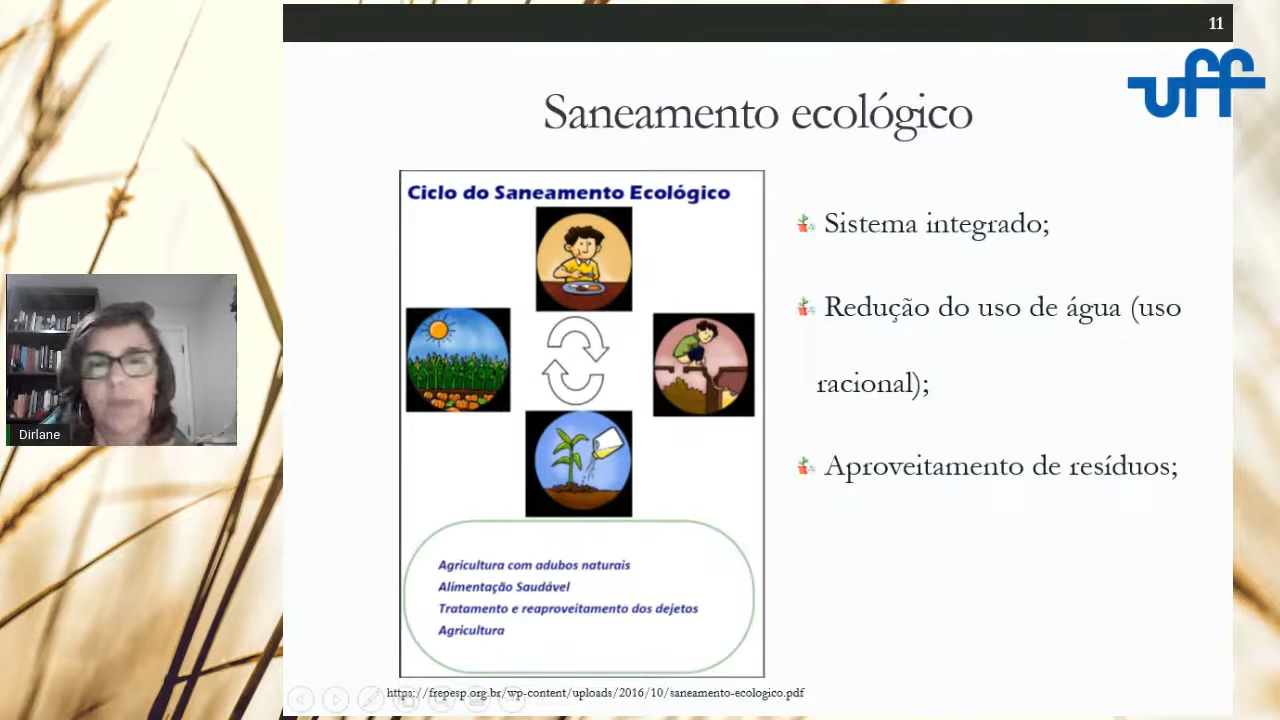 11
uff
Saneamento ecológico
Ciclo do Saneamento Ecológico
Sistema integrado;
Redução do uso de água (uso
racional);
Aproveitamento de resíduos;
Dirlane
Agricultura com adubos naturais
Alimentação Saudável
Tratamento e reaproveitamento dos dejetos
Agricultura
https://frepesp.org.br/wp-content/uploads/2016/10/saneamento-ecologico.pdf